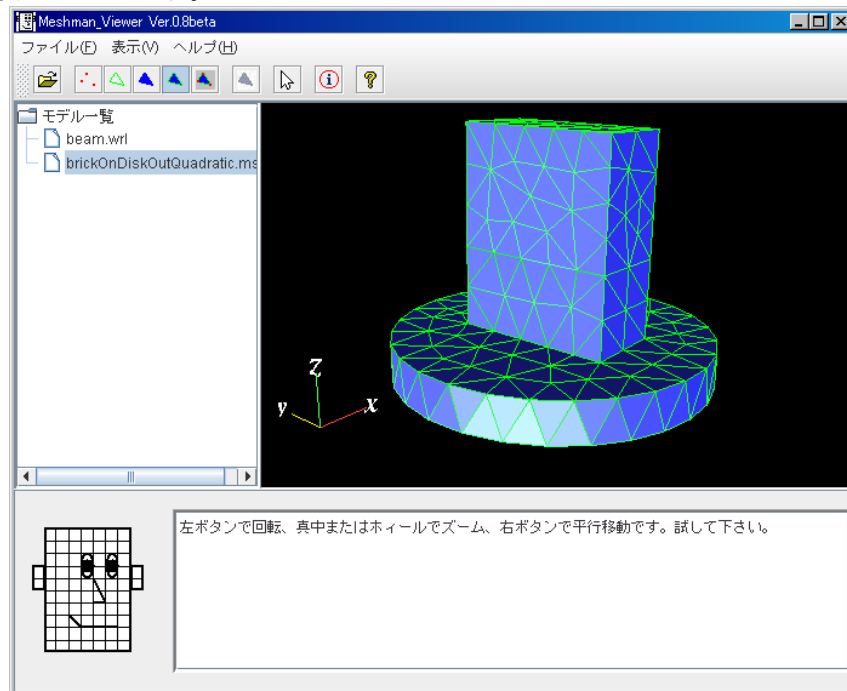 Meshman_Viewer Ver.0.8beta
ファイル(F) 表示(V) ヘルプ(H)
モデル一覧
beam.wrl
brickOnDiskOutQuadratic.ms
Z
y
X
左ボタンで回転、真中またはホィールでズーム、右ボタンで平行移動です。試して下さい。